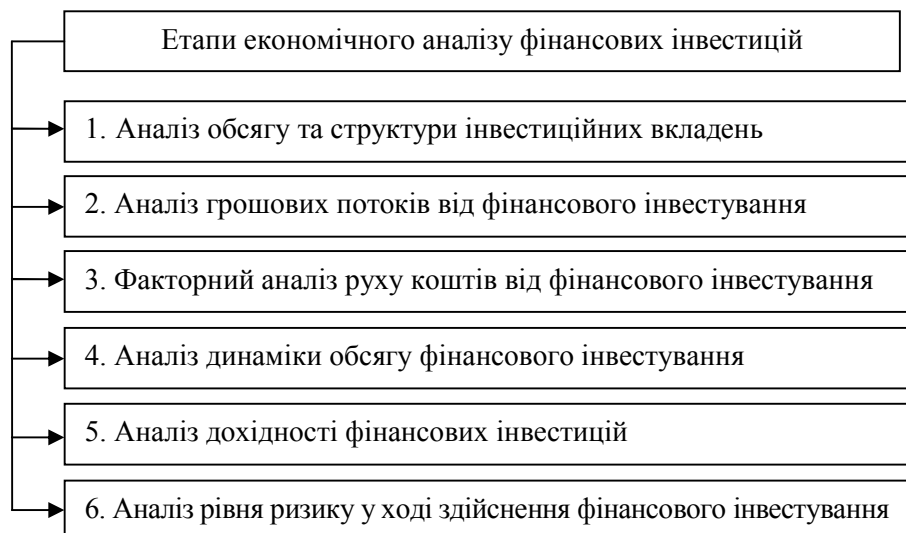 Етапи економічного аналізу фінансових інвестицій
1. Аналіз обсягу та структури інвестиційних вкладень
2. Аналіз грошових потоків від фінансового інвестування
3. Факторний аналіз руху коштів від фінансового інвестування
4. Аналіз динаміки обсягу фінансового інвестування
5. Аналіз дохідності фінансових інвестицій
6. Аналіз рівня ризику у ході здійснення фінансового інвестування